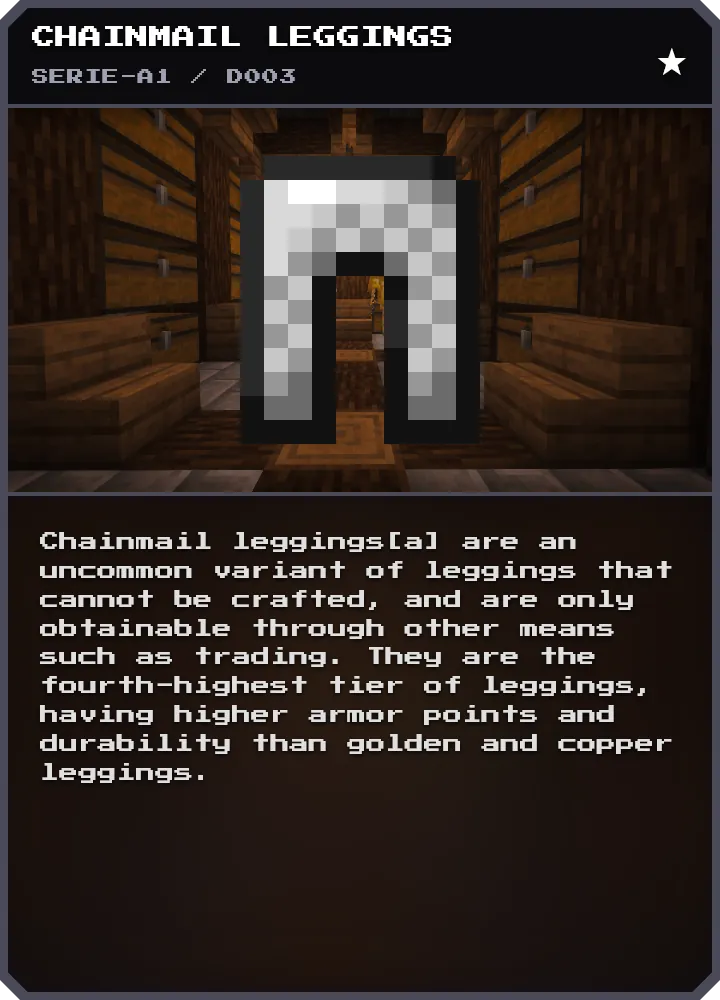 CHAINMAIL LEGGINGS
SERIE-A1 / D003
Chainmail leggings[a] are an
uncommon variant of leggings that
cannot be crafted, and are only
obtainable through other means
such as trading. They are the
fourth-highest tier of leggings,
having higher armor points and
durability than golden and copper
leggings.